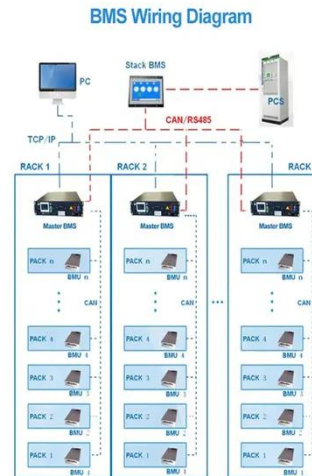 BMS Wiring Diagram
Stack BMS
PC
PCS
CAN/RS485
TCP/IP
RACK 1
RACK 2
RACK
Master BMS
Master BMS
Master BMS
PACK n
BMU n
PACK n
BMU n
PACK n
BMU n
CAN
CAN
CAN
PACK 4
BMU 4
PACK 4
BMU 4
PACK 4
BMU 4
PACK 3
BMU 3
PACK 3
BMU 3
PACK 3
BMU 3
PACK 2
BMU 2
PACK 2
BMU 2
PACK 2
BMU 2
PACK 1
BMU 1
PACK 1
BMU 1
PACK 1
BMU 1